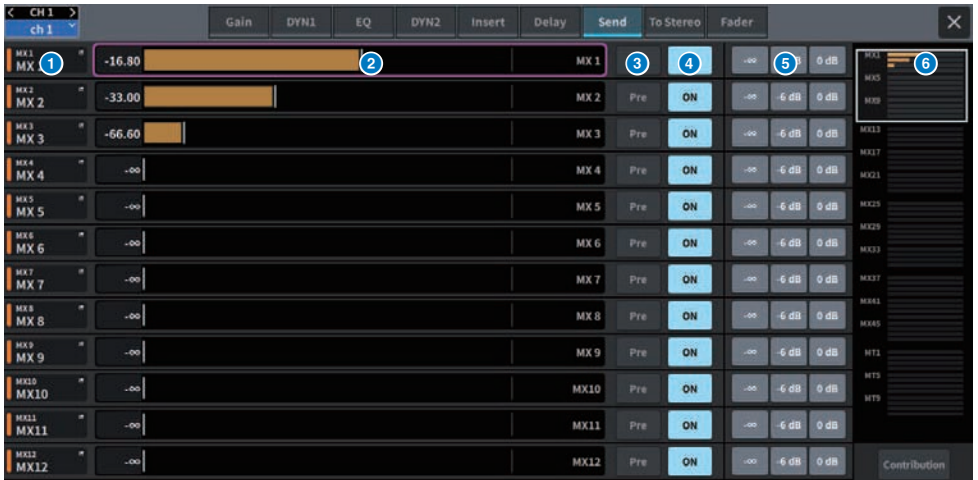 < CH 1 >
ch 1
Gain DYN1 EQ DYN2 Insert Delay Send To Stereo Fader
MX1
MX 1 -16.80 2 MX 1 3 4 -∞ 5 0 dB
MX2
MX 2 -33.00 MX 2 Pre ON -∞ -6 dB 0 dB
MX3
MX 3 -66.60 MX 3 Pre ON -∞ -6 dB 0 dB
MX4
MX 4 -∞ MX 4 Pre ON -∞ -6 dB 0 dB
MX5
MX 5 -∞ MX 5 Pre ON -∞ -6 dB 0 dB
MX6
MX 6 -∞ MX 6 Pre ON -∞ -6 dB 0 dB
MX7
MX 7 -∞ MX 7 Pre ON -∞ -6 dB 0 dB
MX8
MX 8 -∞ MX 8 Pre ON -∞ -6 dB 0 dB
MX9
MX 9 -∞ MX 9 Pre ON -∞ -6 dB 0 dB
MX10
MX10 -∞ MX10 Pre ON -∞ -6 dB 0 dB
MX11
MX11 -∞ MX11 Pre ON -∞ -6 dB 0 dB
MX12
MX12 -∞ MX12 Pre ON -∞ -6 dB 0 dB
MX1 6
MX5
MX9
MX13
MX17
MX21
MX25
MX29
MX33
MX37
MX41
MX45
MT1
MT5
MT9
Contribution